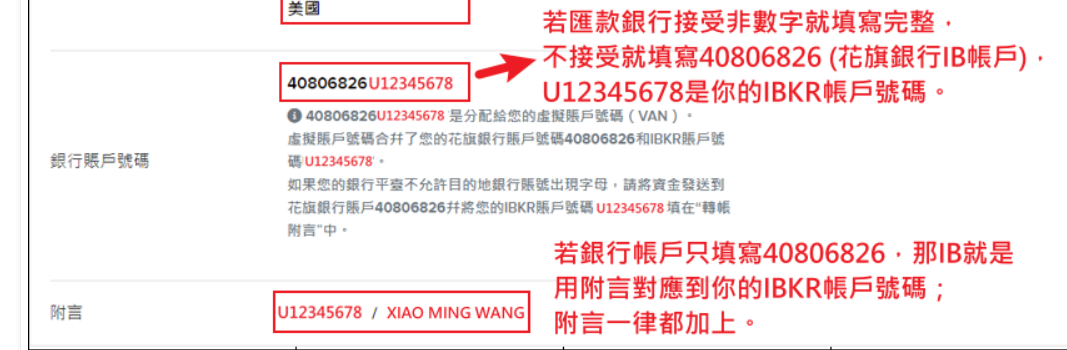 美國
若匯款銀行接受非數字就填寫完整，
不接受就填寫40806826 (花旗銀行IB帳戶)，
U12345678是你的IBKR帳戶號碼。
銀行賬戶號碼
40806826U12345678
40806826U12345678 是分配給您的虛擬賬戶號碼（VAN）。
虛擬賬戶號碼合并了您的花旗銀行賬戶號碼40806826和IBKR賬戶號
碼U12345678。
如果您的銀行平臺不允許目的地銀行賬號出現字母，請將資金發送到
花旗銀行賬戶40806826幷將您的IBKR賬戶號碼 U12345678 填在“轉帳
附言”中。
若銀行帳戶只填寫40806826，那IB就是
用附言對應到你的IBKR帳戶號碼；
附言一律都加上。
附言
U12345678 / XIAO MING WANG